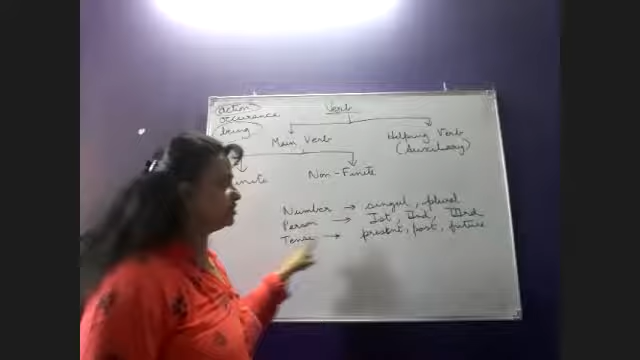 action Verb
occurance
being Main Verb Helping Verb
(Auxiliary)
Non-Finite
Number → singul, plural
Person → Ist, IInd, IIIrd
Tense → present, past, future